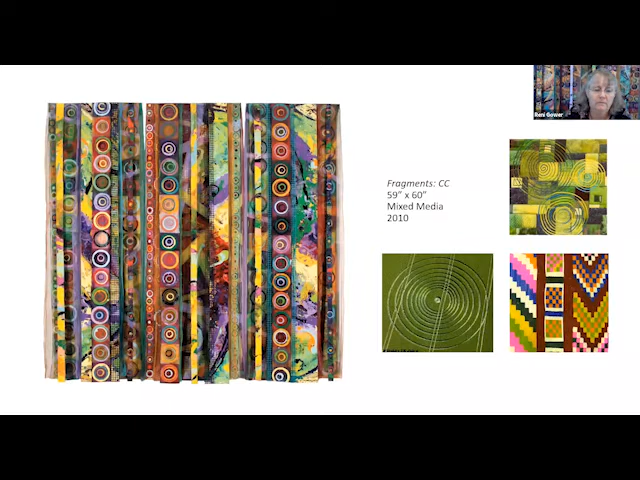 Reni Gower
Fragments: CC
59” x 60”
Mixed Media
2010